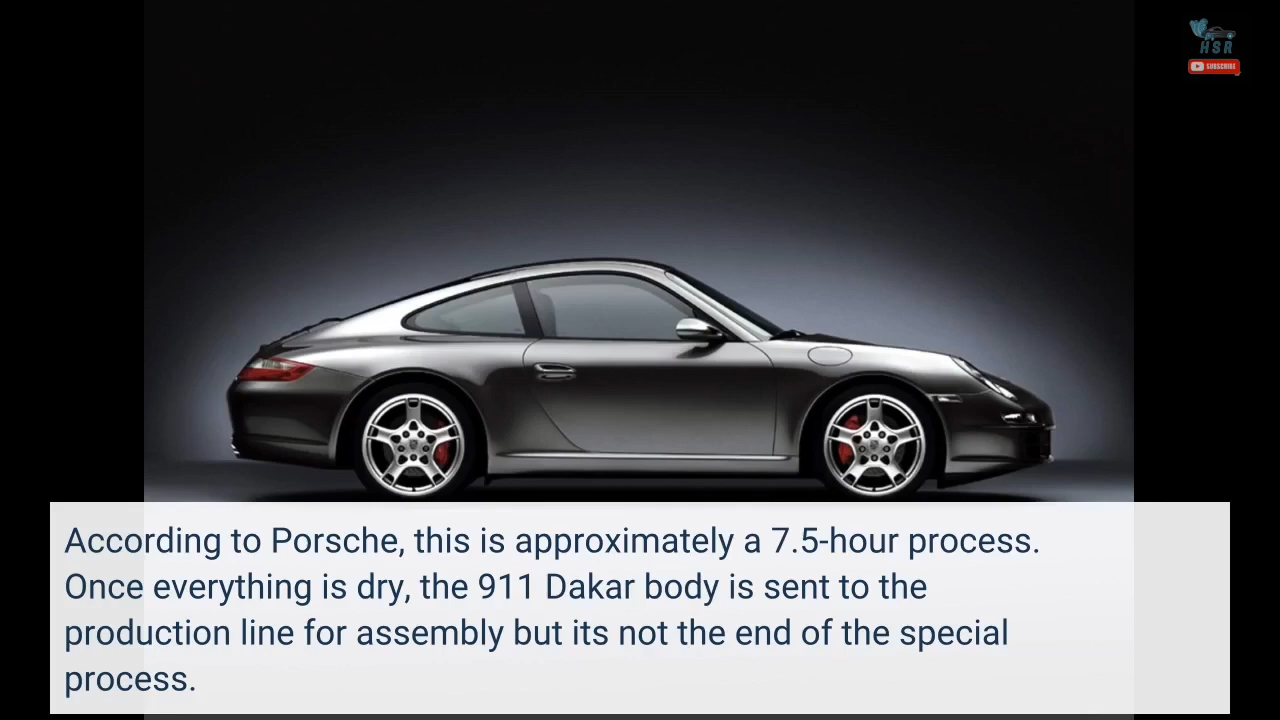 HSR
SUBSCRIBE
According to Porsche, this is approximately a 7.5-hour process.
Once everything is dry, the 911 Dakar body is sent to the
production line for assembly but its not the end of the special
process.